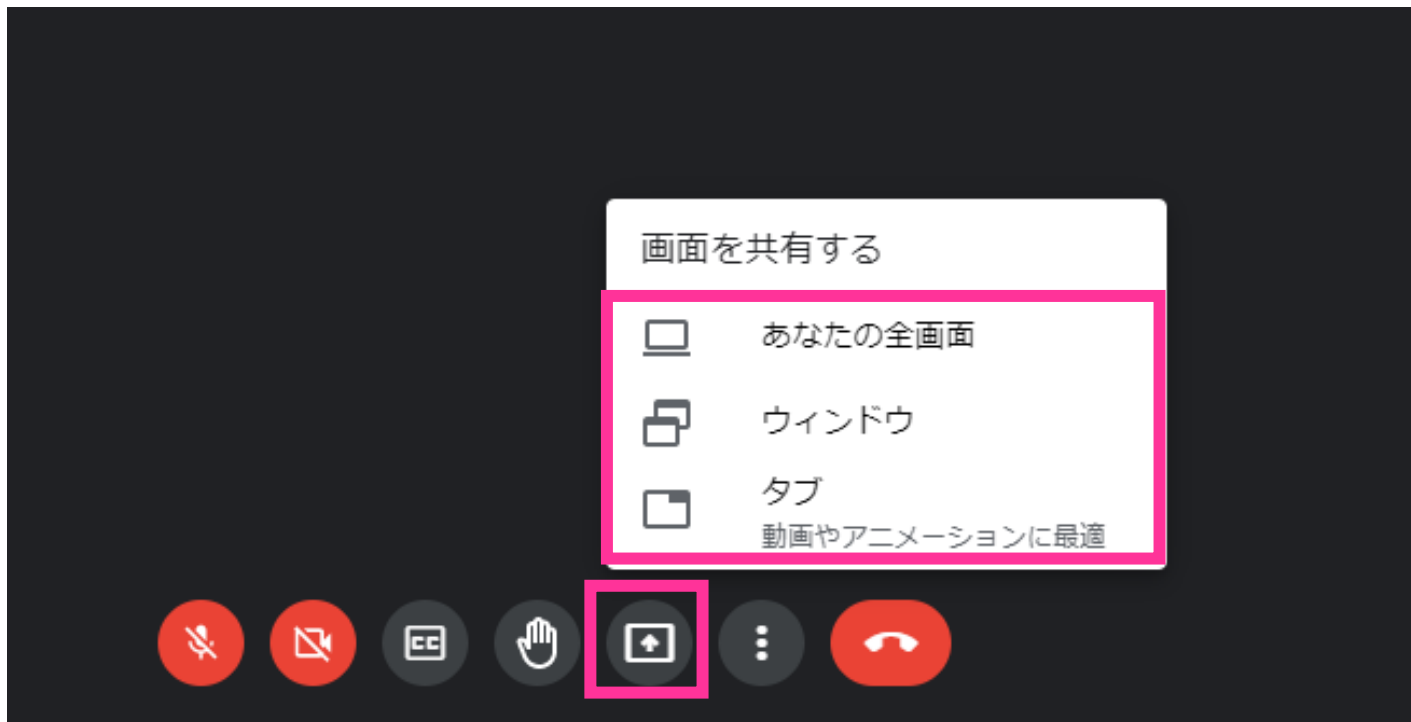 画面を共有する
あなたの全画面
ウィンドウ
タブ
動画やアニメーションに最適
CC